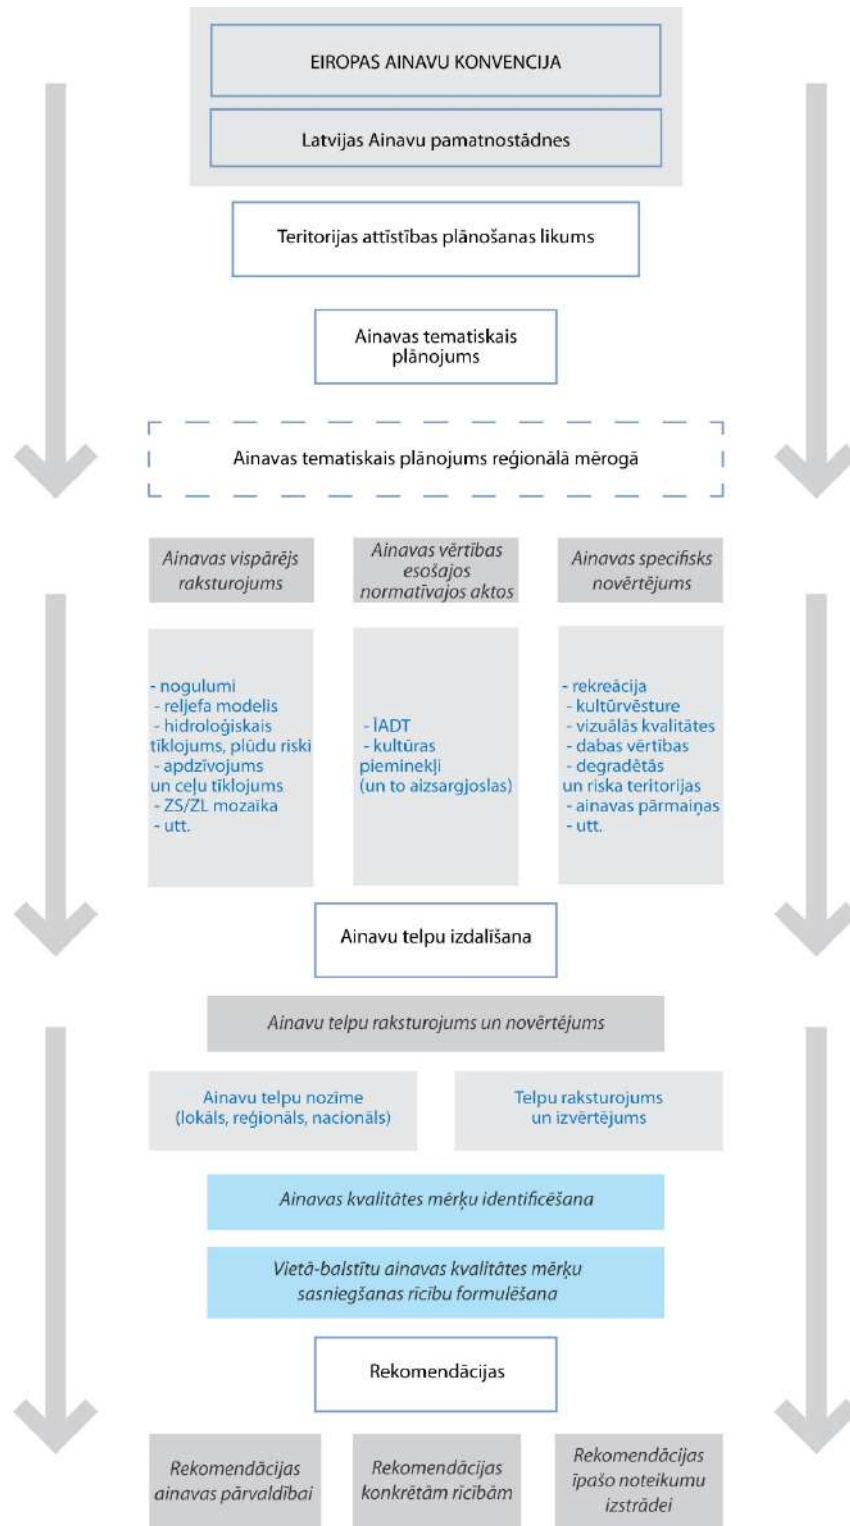 EIROPAS AINAVU KONVENCIJA
Latvijas Ainavu pamatnostādnes
Teritorijas attīstības plānošanas likums
Ainavas tematiskais
plānojums
Ainavas tematiskais plānojums reģionālā mērogā
Ainavas vispārējs
raksturojums
Ainavas vērtības
esošajos
normatīvajos aktos
Ainavas specifisks
novērtējums
- nogulumi
- reljefa modelis
- hidroloģiskais
tīklojums, plūdu riski
- apdzīvojums
un ceļu tīklojums
- ZS/ZL mozaīka
- utt.
- ĪADT
- kultūras
pieminekļi
(un to aizsargjoslas)
- rekreācija
- kultūrvēsture
- vizuālās kvalitātes
- dabas vērtības
- degradētās
un riska teritorijas
- ainavas pārmaiņas
- utt.
Ainavu telpu izdalīšana
Ainavu telpu raksturojums un novērtējums
Ainavu telpu nozīme
(lokāls, reģionāls, nacionāls)
Telpu raksturojums
un izvērtējums
Ainavas kvalitātes mērķu identificēšana
Vietā-balstītu ainavas kvalitātes mērķu
sasniegšanas rīcību formulēšana
Rekomendācijas
Rekomendācijas
ainavas pārvaldībai
Rekomendācijas
konkrētām rīcībām
Rekomendācijas
īpašo noteikumu
izstrādei